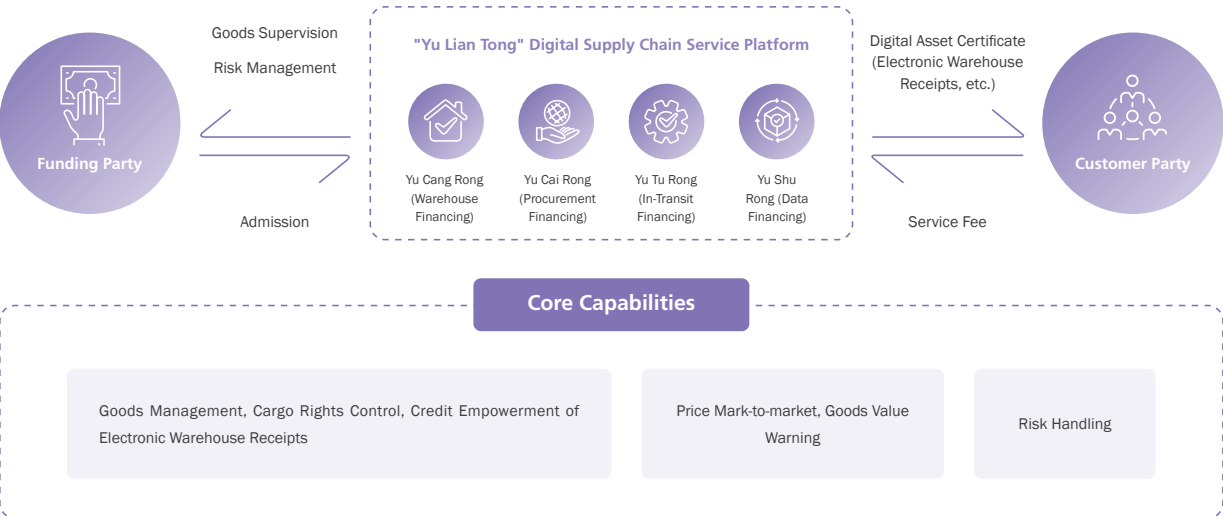 Funding Party
Goods Supervision
Risk Management
Admission
"Yu Lian Tong" Digital Supply Chain Service Platform
Yu Cang Rong
(Warehouse
Financing)
Yu Cai Rong
(Procurement
Financing)
Yu Tu Rong
(In-Transit
Financing)
Yu Shu
Rong (Data
Financing)
Digital Asset Certificate
(Electronic Warehouse
Receipts, etc.)
Service Fee
Customer Party
Core Capabilities
Goods Management, Cargo Rights Control, Credit Empowerment of
Electronic Warehouse Receipts
Price Mark-to-market, Goods Value
Warning
Risk Handling